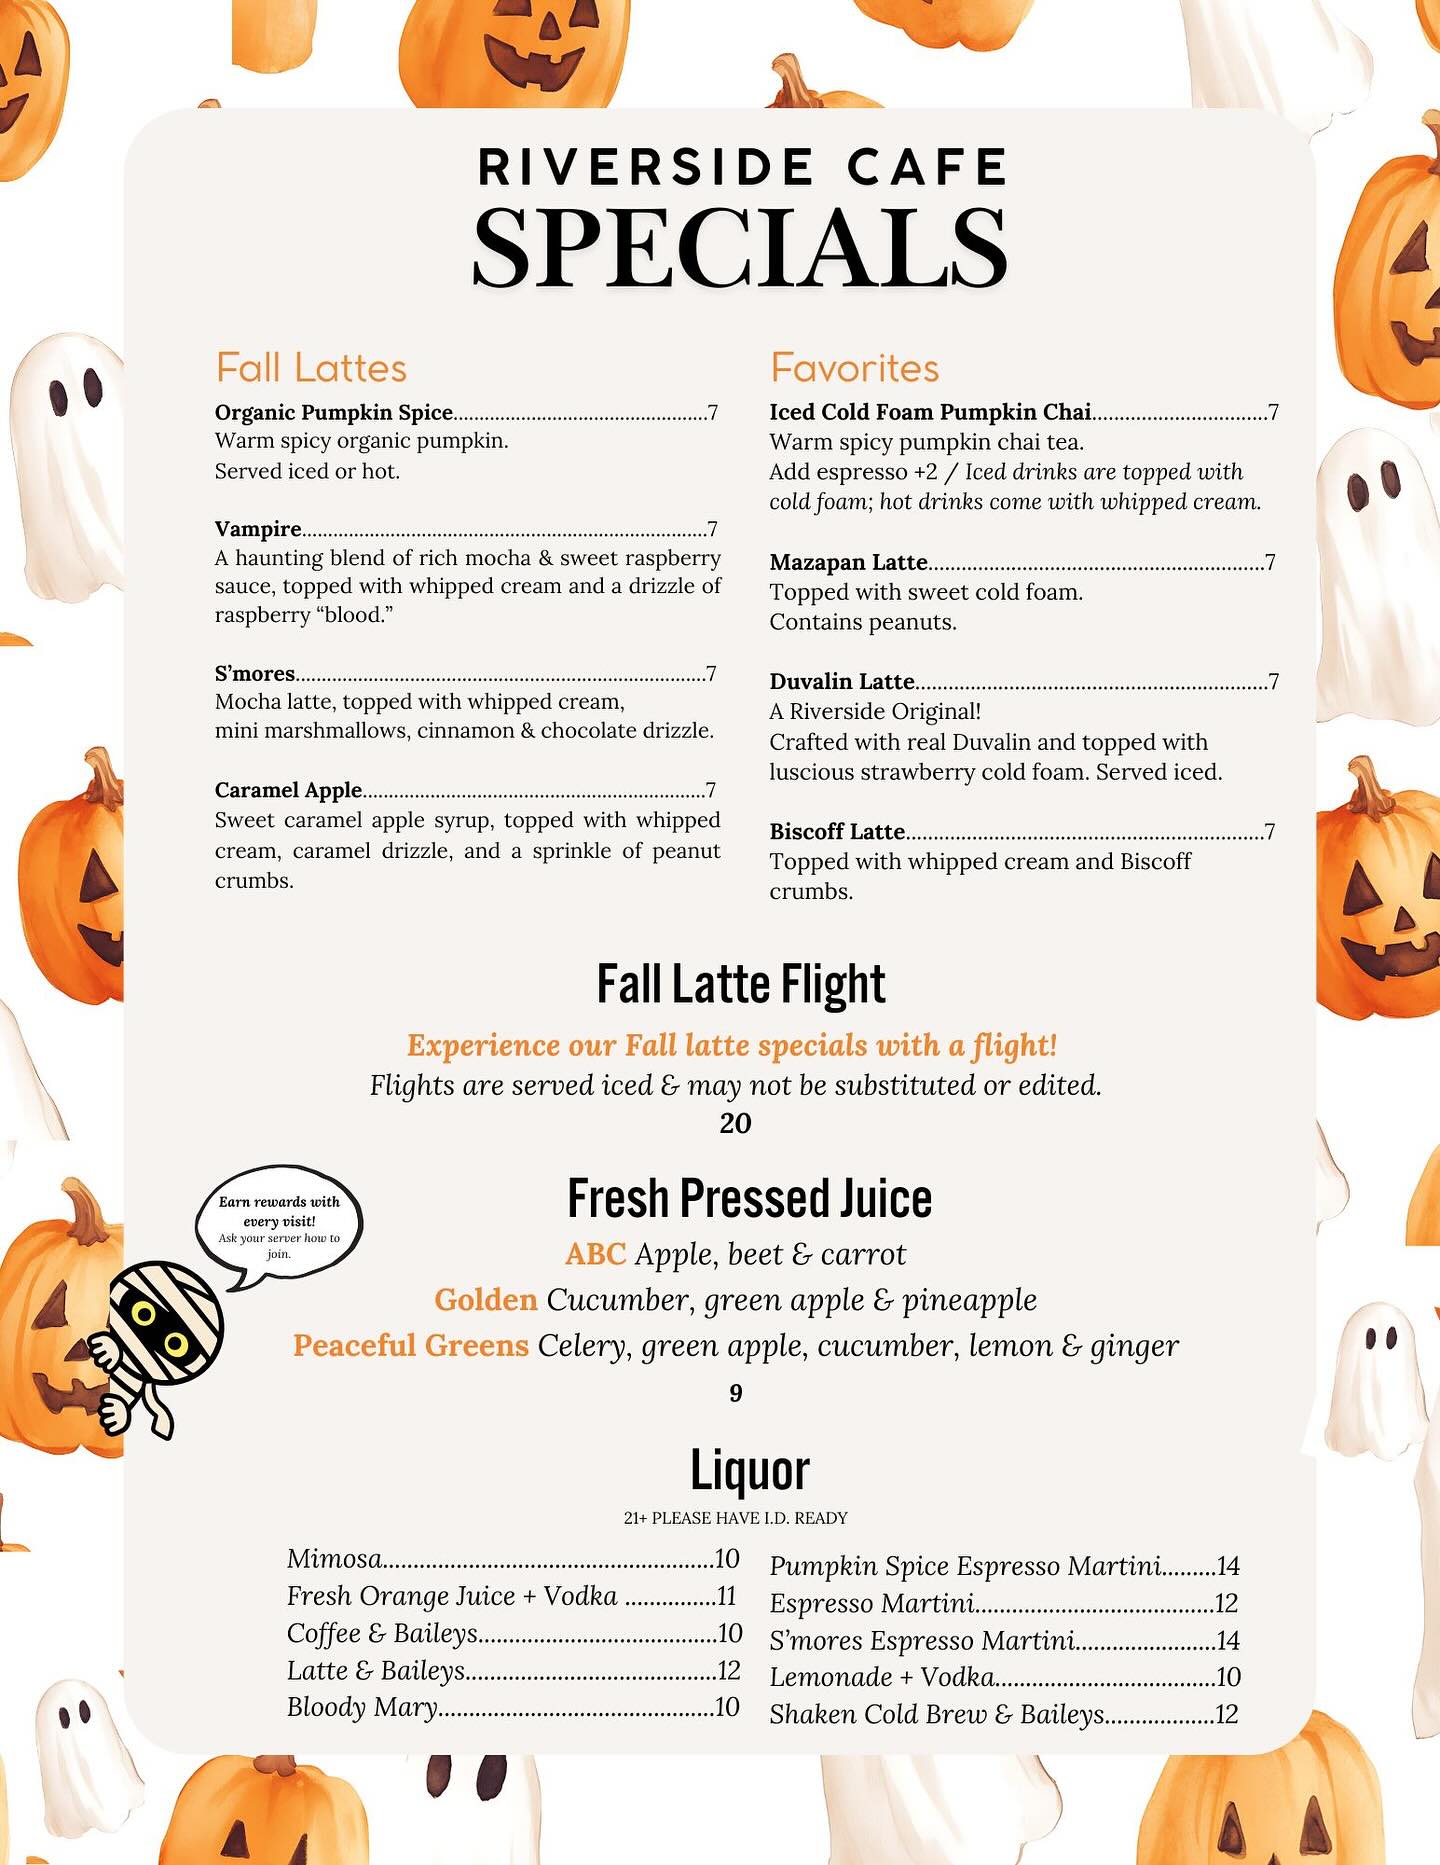 RIVERSIDE CAFE
SPECIALS
Fall Lattes
Organic Pumpkin Spice..........................................7
Warm spicy organic pumpkin.
Served iced or hot.
Vampire....................................................................7
A haunting blend of rich mocha & sweet raspberry
sauce, topped with whipped cream and a drizzle of
raspberry “blood.”
S’mores.....................................................................7
Mocha latte, topped with whipped cream,
mini marshmallows, cinnamon & chocolate drizzle.
Caramel Apple.........................................................7
Sweet caramel apple syrup, topped with whipped
cream, caramel drizzle, and a sprinkle of peanut
crumbs.
Favorites
Iced Cold Foam Pumpkin Chai.............................7
Warm spicy pumpkin chai tea.
Add espresso +2 / Iced drinks are topped with
cold foam; hot drinks come with whipped cream.
Mazapan Latte........................................................7
Topped with sweet cold foam.
Contains peanuts.
Duvalin Latte...........................................................7
A Riverside Original!
Crafted with real Duvalin and topped with
luscious strawberry cold foam. Served iced.
Biscoff Latte............................................................7
Topped with whipped cream and Biscoff
crumbs.
Fall Latte Flight
Experience our Fall latte specials with a flight!
Flights are served iced & may not be substituted or edited.
20
Earn rewards with
every visit!
Ask your server how to
join.
Fresh Pressed Juice
ABC Apple, beet & carrot
Golden Cucumber, green apple & pineapple
Peaceful Greens Celery, green apple, cucumber, lemon & ginger
9
Liquor
21+ PLEASE HAVE I.D. READY
Mimosa......................................................10
Fresh Orange Juice + Vodka ...............11
Coffee & Baileys.......................................10
Latte & Baileys.........................................12
Bloody Mary.............................................10
Pumpkin Spice Espresso Martini.........14
Espresso Martini.......................................12
S’mores Espresso Martini.......................14
Lemonade + Vodka....................................10
Shaken Cold Brew & Baileys..................12